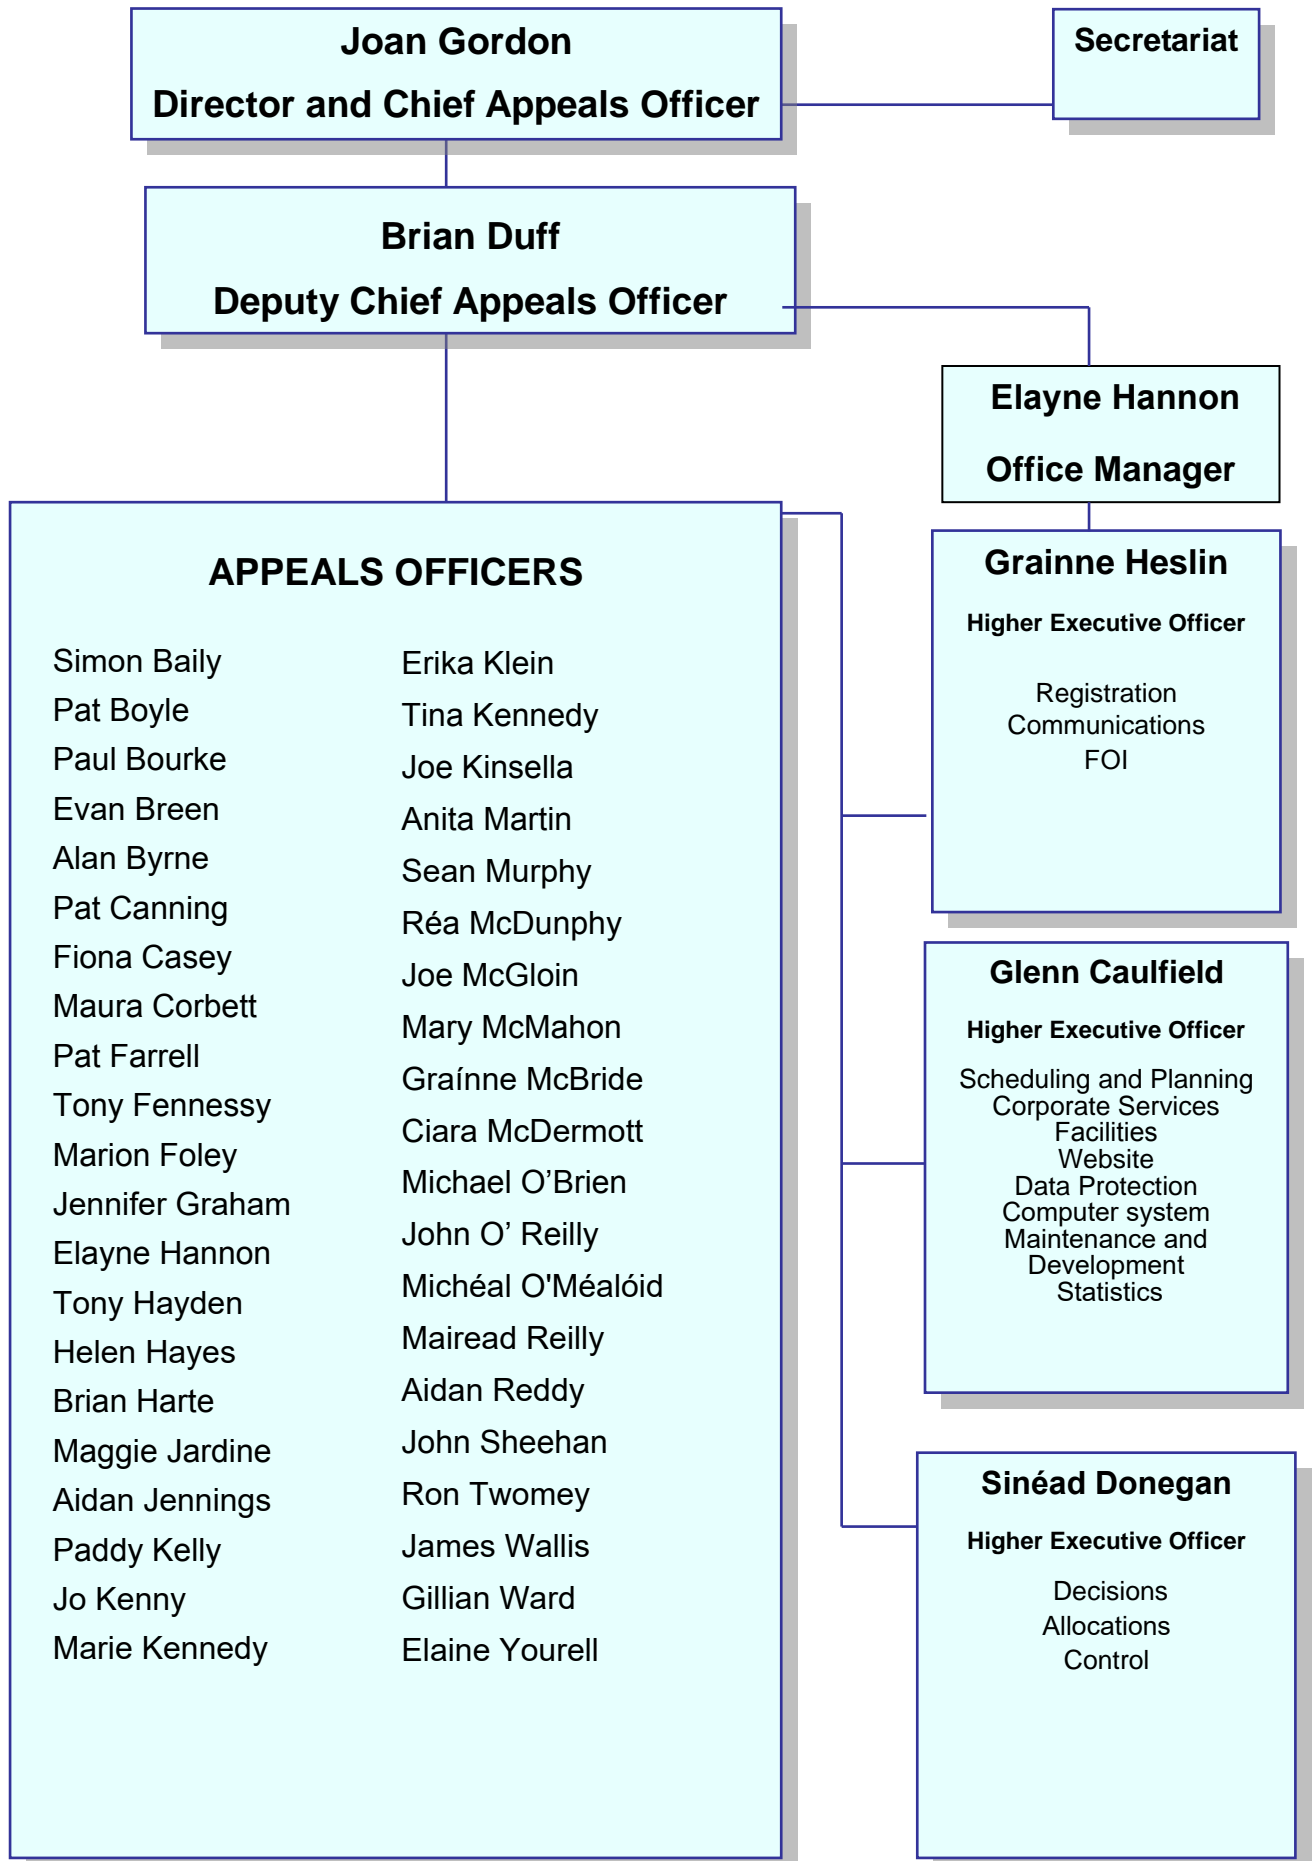 Joan Gordon
Director and Chief Appeals Officer
Secretariat
Brian Duff
Deputy Chief Appeals Officer
Elayne Hannon
Office Manager
APPEALS OFFICERS
Simon Baily
Pat Boyle
Paul Bourke
Evan Breen
Alan Byrne
Pat Canning
Fiona Casey
Maura Corbett
Pat Farrell
Tony Fennessy
Marion Foley
Jennifer Graham
Elayne Hannon
Tony Hayden
Helen Hayes
Brian Harte
Maggie Jardine
Aidan Jennings
Paddy Kelly
Jo Kenny
Marie Kennedy
Erika Klein
Tina Kennedy
Joe Kinsella
Anita Martin
Sean Murphy
Réa McDunphy
Joe McGloin
Mary McMahon
Graínne McBride
Ciara McDermott
Michael O’Brien
John O’ Reilly
Michéal O'Méalóid
Mairead Reilly
Aidan Reddy
John Sheehan
Ron Twomey
James Wallis
Gillian Ward
Elaine Yourell
Grainne Heslin
Higher Executive Officer
Registration
Communications
FOI
Glenn Caulfield
Higher Executive Officer
Scheduling and Planning
Corporate Services
Facilities
Website
Data Protection
Computer system
Maintenance and
Development
Statistics
Sinéad Donegan
Higher Executive Officer
Decisions
Allocations
Control